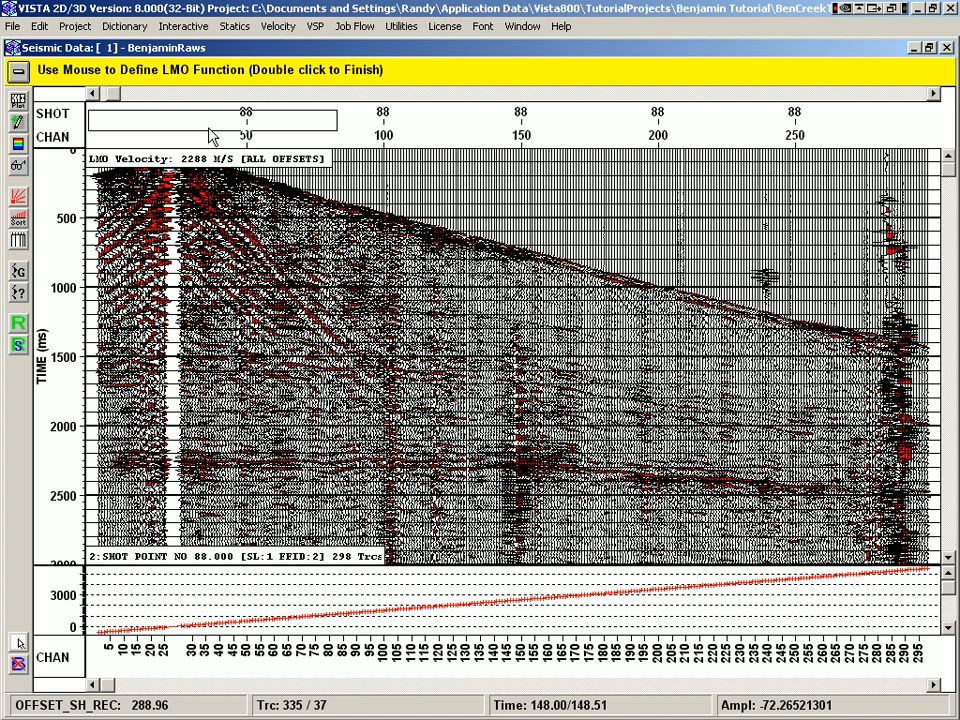 VISTA 2D/3D Version: 8.000(32-Bit) Project: C:\Documents and Settings\Randy\Application Data\Vista800\TutorialProjects\Benjamin Tutorial\BenCreekT
File Edit Project Dictionary Interactive Statics Velocity VSP Job Flow Utilities License Font Window Help
Seismic Data: [ 1] - BenjaminRaws
Use Mouse to Define LMO Function (Double click to Finish)
SHOT 88 88 88 88 88
CHAN 50 100 150 200 250
LMO Velocity: 2288 M/S [ALL OFFSETS]
0
500
1000
1500
2000
2500
3000
TIME (ms)
Sort
G
?
R
S
2:SHOT POINT NO 88.000 [SL:1 FFID:2] 298 Trcs
3000
0
CHAN 5 10 15 20 25 30 35 40 45 50 55 60 65 70 75 80 85 90 95 100 105 110 115 120 125 130 135 140 145 150 155 160 165 170 175 180 185 190 195 200 205 210 215 220 225 230 235 240 245 250 255 260 265 270 275 280 285 290 295
OFFSET_SH_REC: 288.96 Trc: 335 / 37 Time: 148.00/148.51 Ampl: -72.26521301